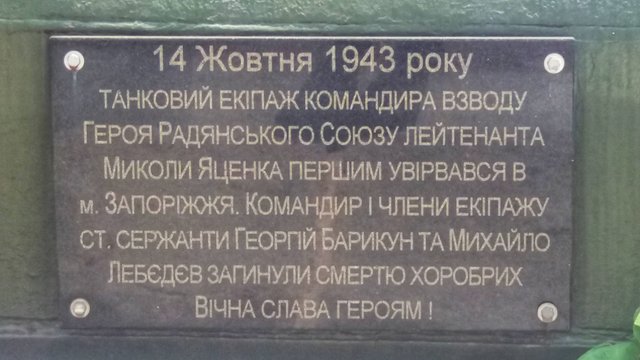 14 Жовтня 1943 року
ТАНКОВИЙ ЕКІПАЖ КОМАНДИРА ВЗВОДУ
ГЕРОЯ РАДЯНСЬКОГО СОЮЗУ ЛЕЙТЕНАНТА
МИКОЛИ ЯЦЕНКА ПЕРШИМ УВІРВАВСЯ В
м. ЗАПОРІЖЖЯ. КОМАНДИР І ЧЛЕНИ ЕКІПАЖУ
СТ. СЕРЖАНТИ ГЕОРГІЙ БАРИКУН ТА МИХАЙЛО
ЛЕБЄДЄВ ЗАГИНУЛИ СМЕРТЮ ХОРОБРИХ
ВІЧНА СЛАВА ГЕРОЯМ !